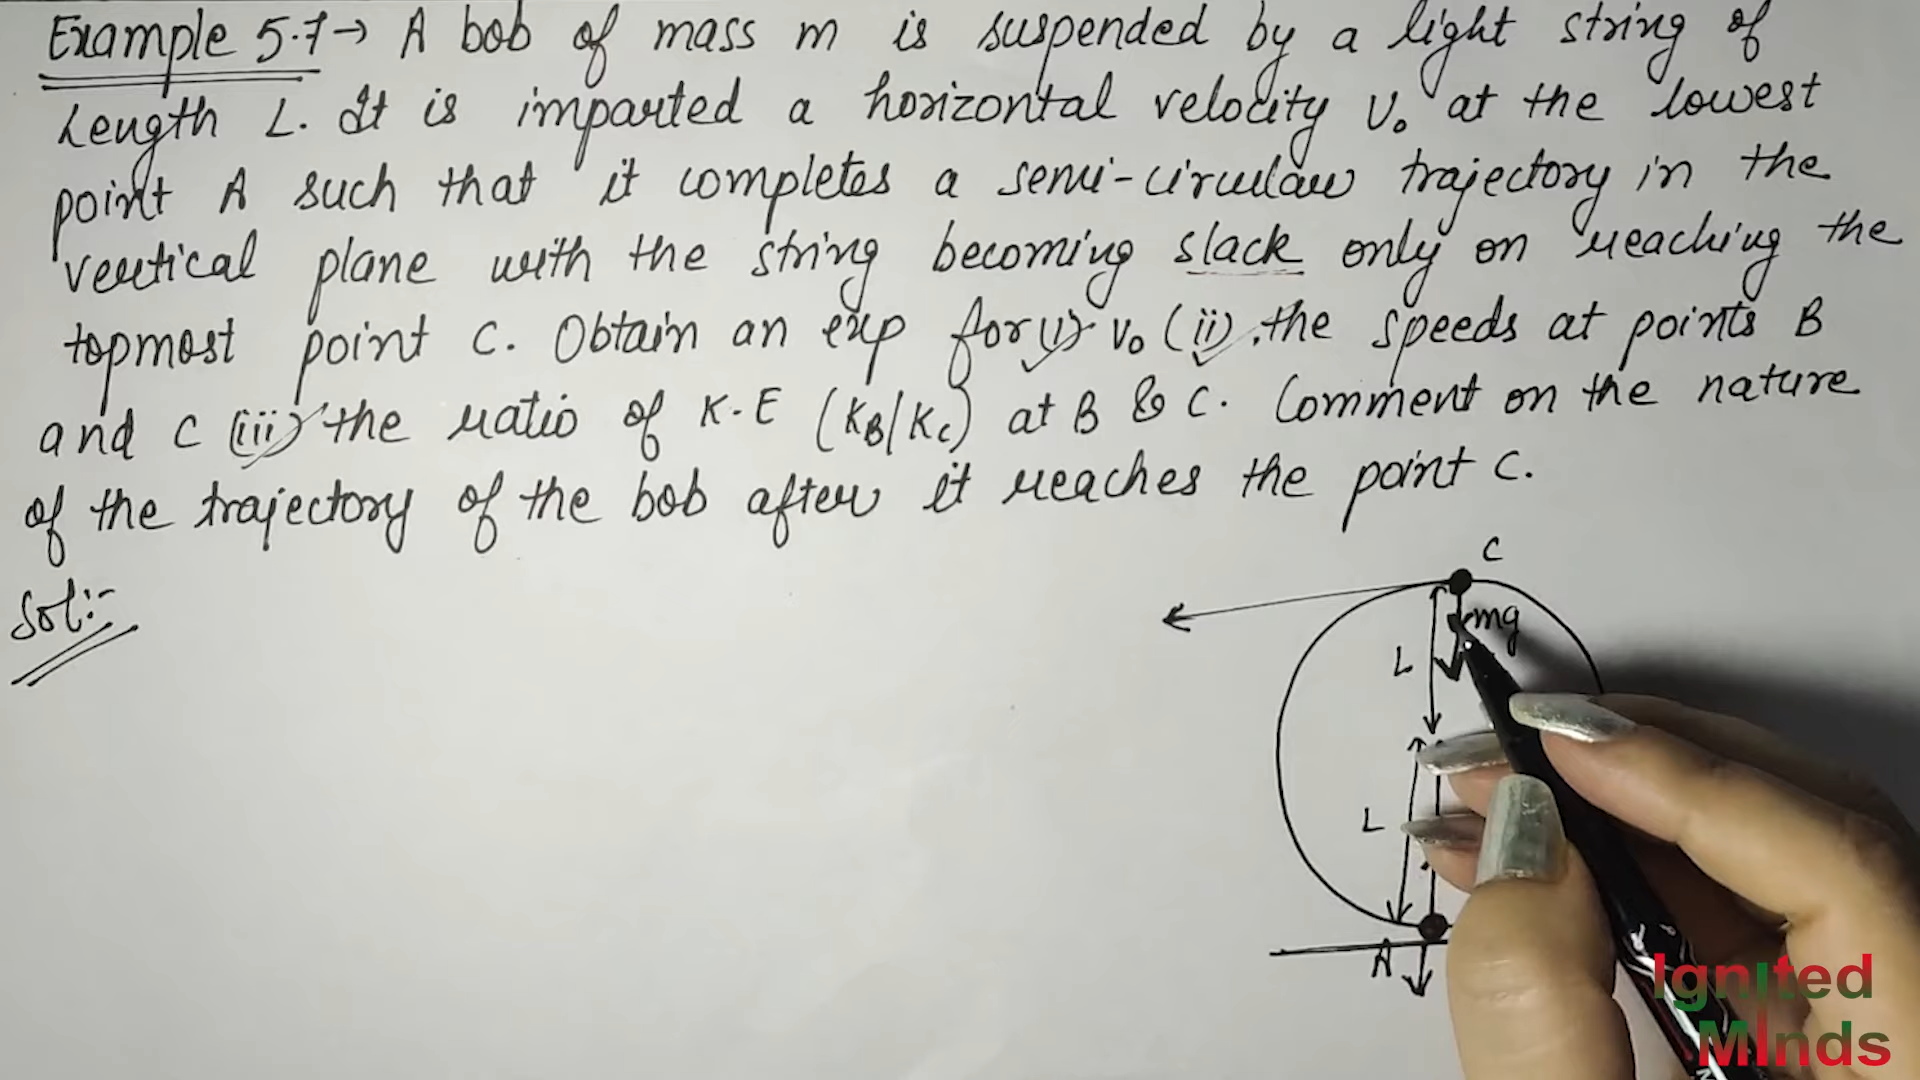 Example 5.7→ A bob of mass m is suspended by a light string of
Length L. It is imparted a horizontal velocity v₀ at the lowest
point A such that it completes a semi-circular trajectory in the
vertical plane with the string becoming slack only on reaching the
topmost point C. Obtain an exp for (i) v₀ (ii) the speeds at points B
and C (iii) the ratio of K.E (KB/Kc) at B & C. Comment on the nature
of the trajectory of the bob after it reaches the point C.
Sol:-
C
mg
L
L
A
Ignited
Minds